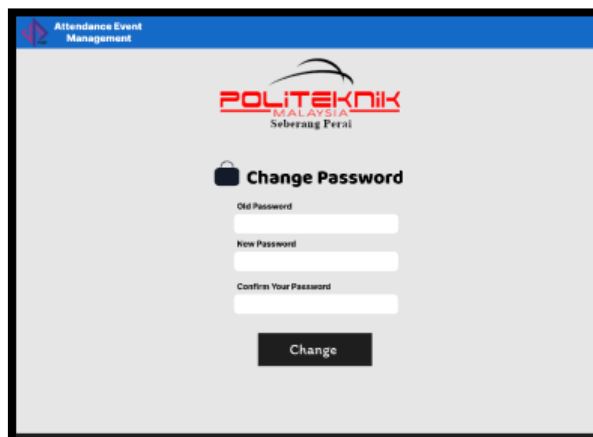 Attendance Event
Management
POLiTEKNiK
MALAYSIA
Seberang Perai
Change Password
Old Password
New Password
Confirm Your Password
Change